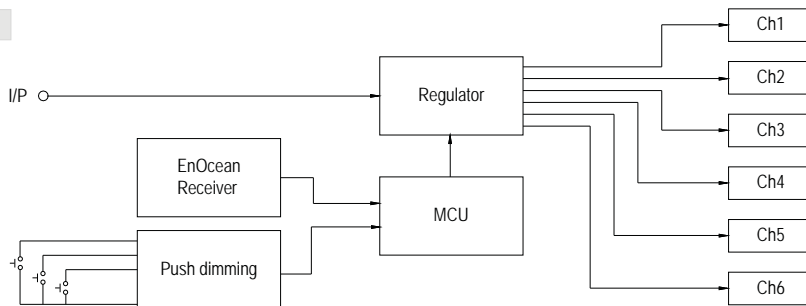 Ch1
Ch2
Regulator
I/P
Ch3
EnOcean
Receiver
Ch4
MCU
Ch5
Push dimming
Ch6